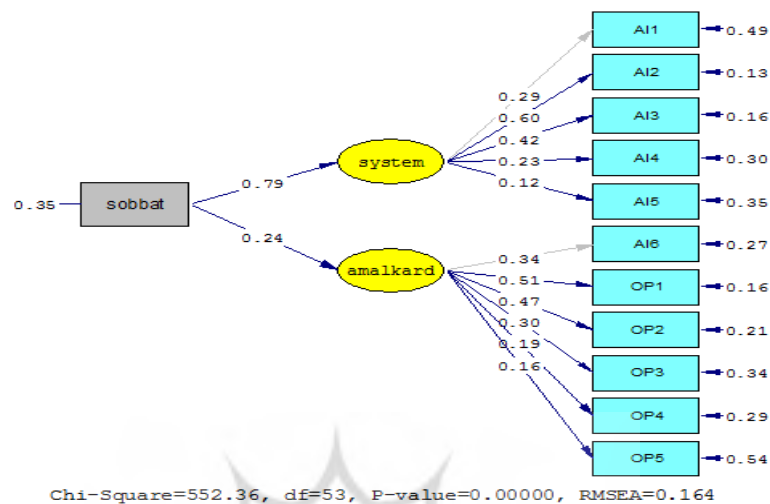 AI1
0.49
AI2
0.13
0.29
0.60
AI3
0.16
0.42
system
AI4
0.30
0.23
0.79
0.12
AI5
0.35
0.35
sobbat
0.24
AI6
0.27
0.34
amalkard
0.51
OP1
0.16
0.47
0.30
OP2
0.21
0.19
0.16
OP3
0.34
OP4
0.29
OP5
0.54
Chi-Square=552.36, df=53, P-value=0.00000, RMSEA=0.164